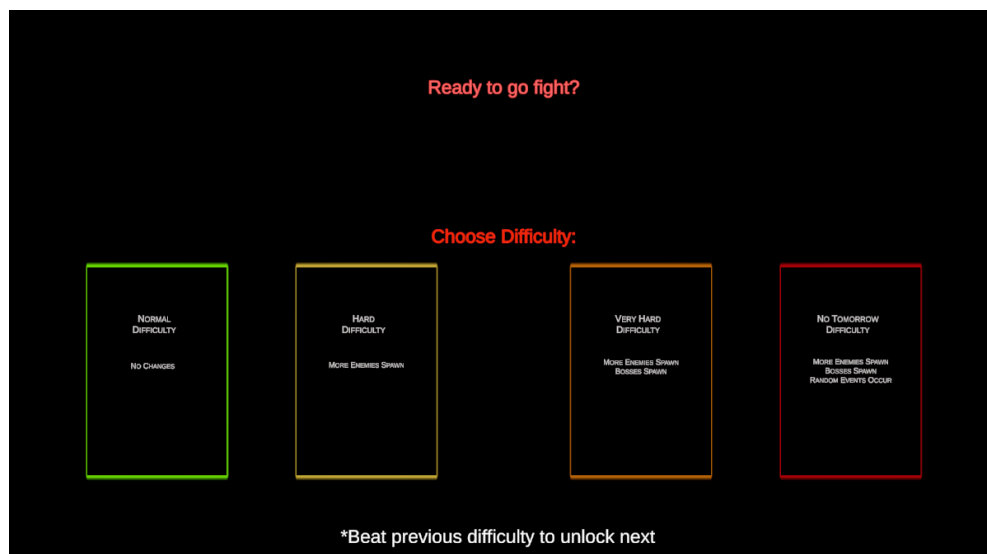 Ready to go fight?
Choose Difficulty:
Normal
Difficulty
No Changes
Hard
Difficulty
More Enemies Spawn
Very Hard
Difficulty
More Enemies Spawn
Bosses Spawn
No Tomorrow
Difficulty
More Enemies Spawn
Bosses Spawn
Random Events Occur
*Beat previous difficulty to unlock next